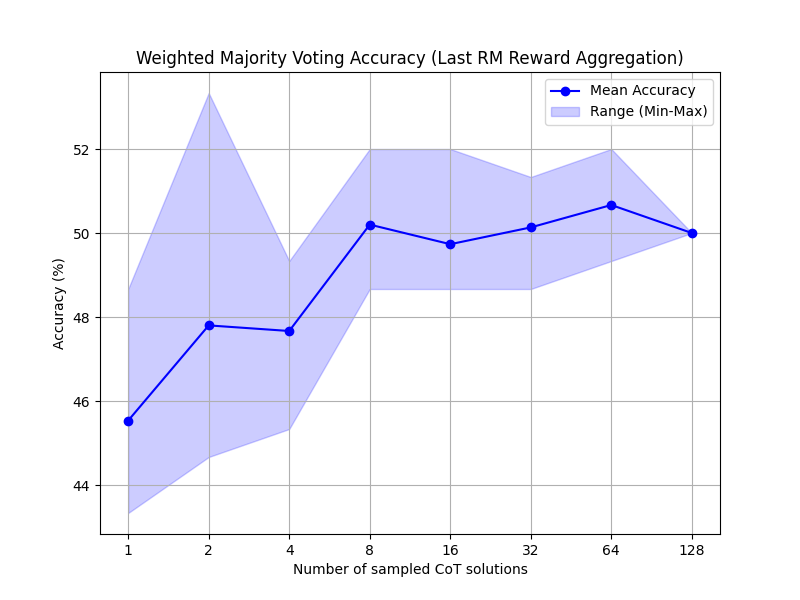 Weighted Majority Voting Accuracy (Last RM Reward Aggregation)
Mean Accuracy
Range (Min-Max)
Accuracy (%)
52
50
48
46
44
1 2 4 8 16 32 64 128
Number of sampled CoT solutions